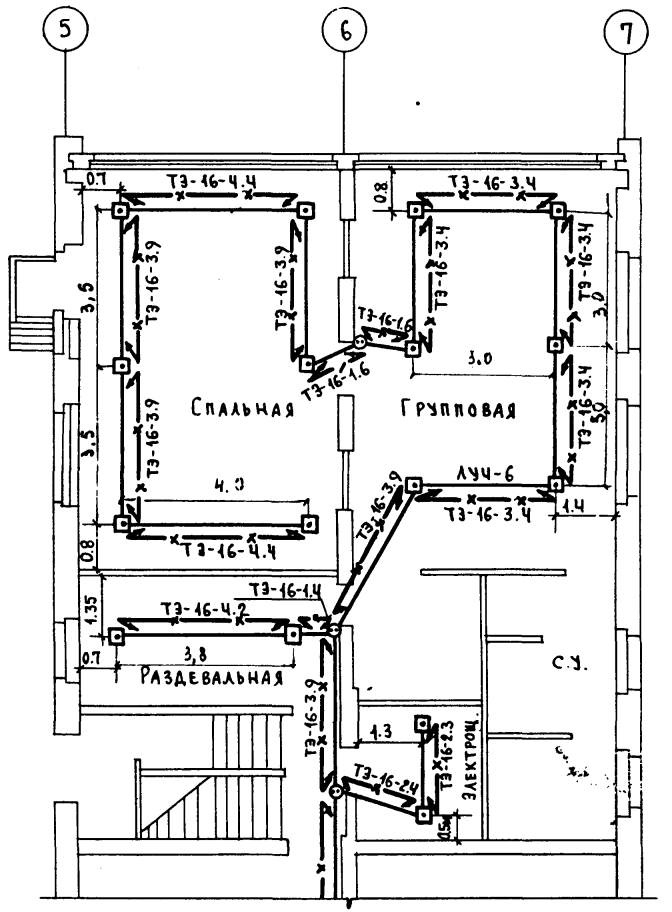 5
6
7
0.7
ТЭ-16-4.4
0.8
ТЭ-16-3.4
3,5
ТЭ-16-3.9
ТЭ-16-3.9
ТЭ-16-3.4
ТЭ-16-3.4
3,0
ТЭ-16-1.6
ТЭ-16-1.6
3.0
СПАЛЬНАЯ
ГРУППОВАЯ
3.5
ТЭ-16-3.9
ТЭ-16-3.4
3,0
4.0
ТЭ-16-3.9
ЛУЧ-6
ТЭ-16-3.4
1.4
ТЭ-16-4.4
0.8
1.35
ТЭ-16-1.4
ТЭ-16-4.2
0.7
3,8
РАЗДЕВАЛЬНАЯ
С.У.
ТЭ-16-3.9
1.3
ТЭ-16-2.3
ЭЛЕКТРОЩ.
ТЭ-16-2.4